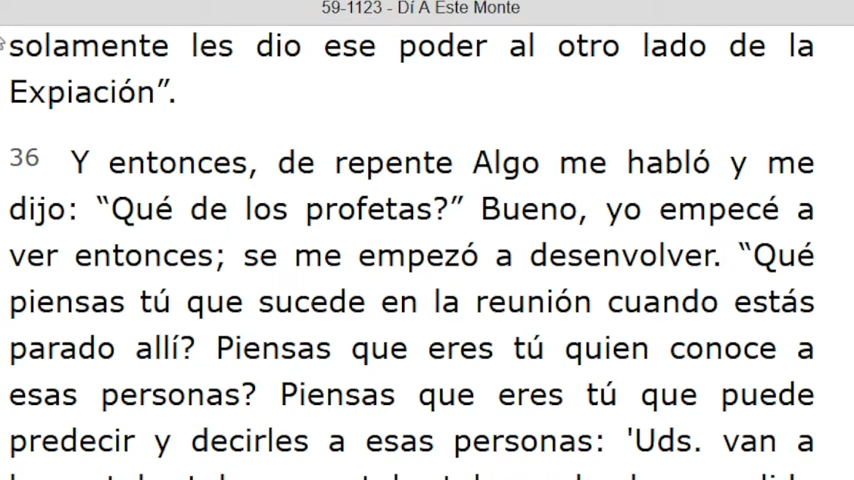 59-1123 - Dí A Este Monte
solamente les dio ese poder al otro lado de la
Expiación”.
36 Y entonces, de repente Algo me habló y me
dijo: “Qué de los profetas?” Bueno, yo empecé a
ver entonces; se me empezó a desenvolver. “Qué
piensas tú que sucede en la reunión cuando estás
parado allí? Piensas que eres tú quien conoce a
esas personas? Piensas que eres tú que puede
predecir y decirles a esas personas: 'Uds. van a